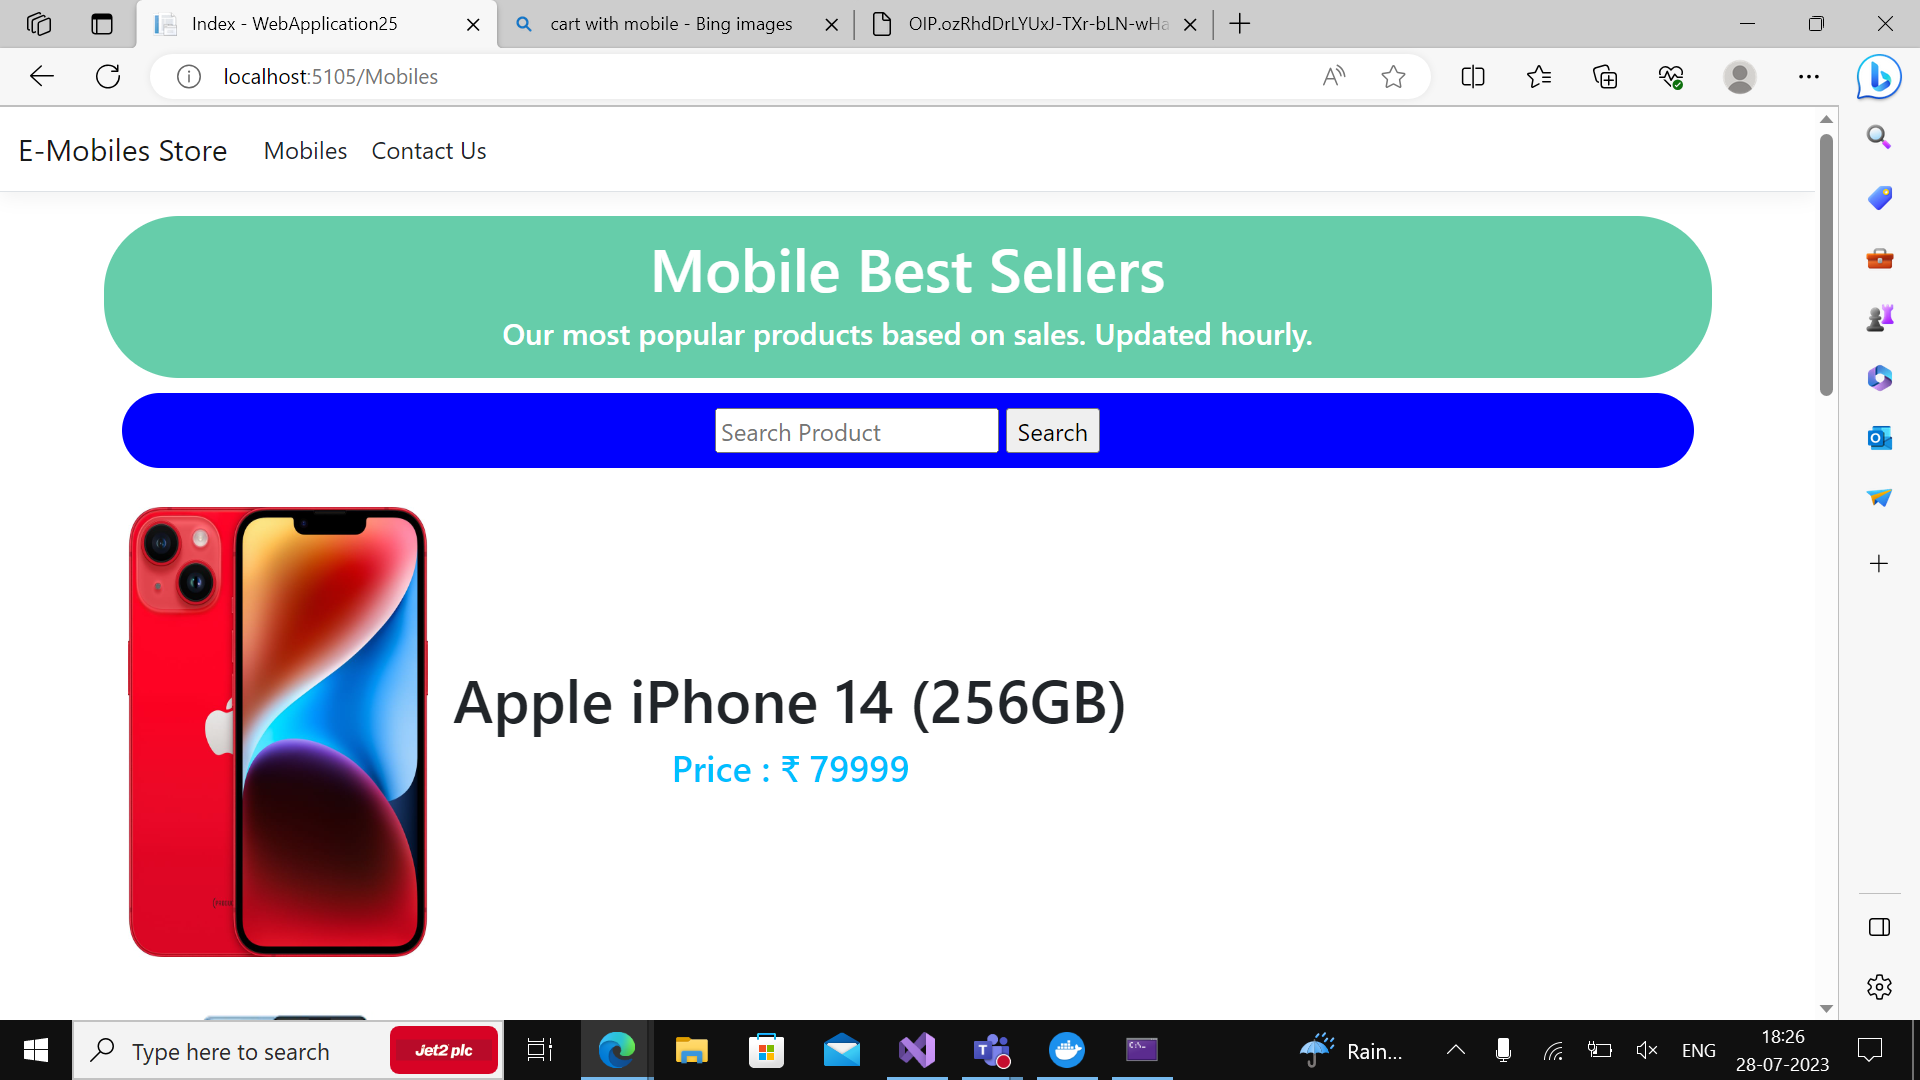 Index - WebApplication25
cart with mobile - Bing images
OIP.ozRhdDrLYUxJ-TXr-bLN-wHa
localhost:5105/Mobiles
E-Mobiles Store Mobiles Contact Us
Mobile Best Sellers
Our most popular products based on sales. Updated hourly.
Search Product Search
Apple iPhone 14 (256GB)
Price : ₹ 79999
Type here to search
Jet2 plc
Rain...
ENG
18:26
28-07-2023